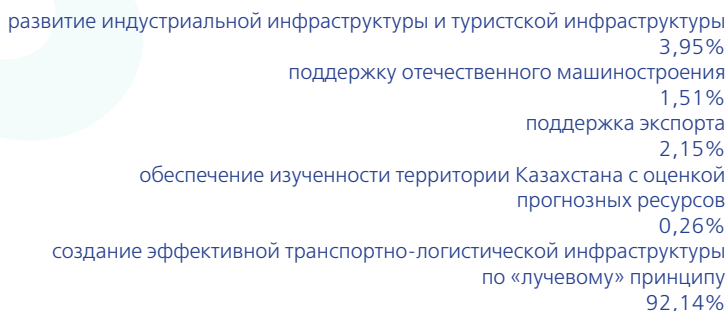 развитие индустриальной инфраструктуры и туристской инфраструктуры
3,95%
поддержку отечественного машиностроения
1,51%
поддержка экспорта
2,15%
обеспечение изученности территории Казахстана с оценкой
прогнозных ресурсов
0,26%
создание эффективной транспортно-логистической инфраструктуры
по «лучевому» принципу
92,14%